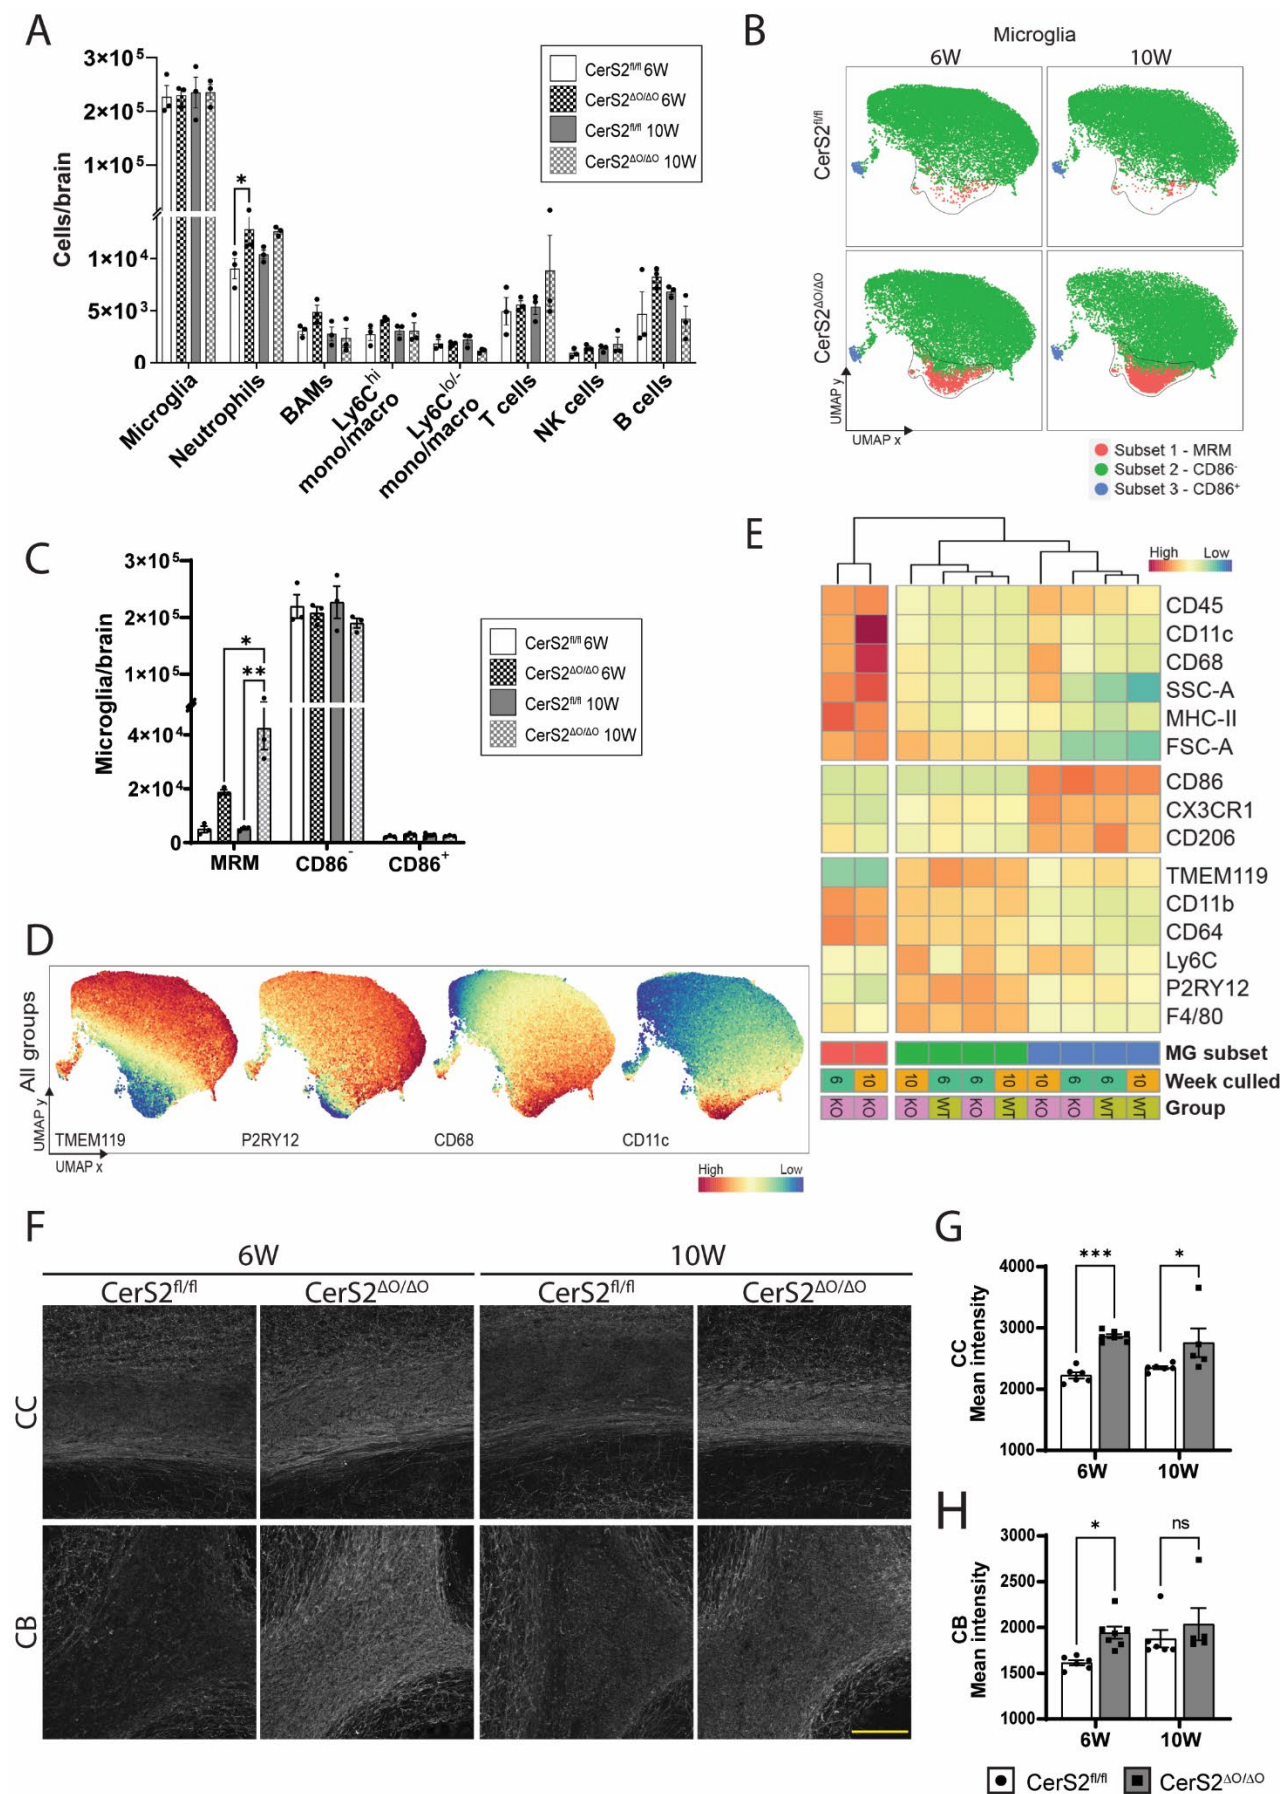 A
Cells/brain
3×10⁵
2×10⁵
1×10⁵
1×10⁴
5×10³
0
*
CerS2ᶠˡ/ᶠˡ 6W
CerS2ΔO/ΔO 6W
CerS2ᶠˡ/ᶠˡ 10W
CerS2ΔO/ΔO 10W
Microglia
Neutrophils
BAMs
Ly6Cʰⁱ
mono/macro
Ly6Cˡᵒ/⁻
mono/macro
T cells
NK cells
B cells
B
Microglia
6W 10W
CerS2ᶠˡ/ᶠˡ
CerS2ΔO/ΔO
UMAP y
UMAP x
Subset 1 - MRM
Subset 2 - CD86⁻
Subset 3 - CD86⁺
C
Microglia/brain
3×10⁵
2×10⁵
1×10⁵
4×10⁴
2×10⁴
0
*
**
CerS2ᶠˡ/ᶠˡ 6W
CerS2ΔO/ΔO 6W
CerS2ᶠˡ/ᶠˡ 10W
CerS2ΔO/ΔO 10W
MRM CD86⁻ CD86⁺
D
All groups
UMAP y
UMAP x
TMEM119 P2RY12 CD68 CD11c
High Low
E
High Low
CD45
CD11c
CD68
SSC-A
MHC-II
FSC-A
CD86
CX3CR1
CD206
TMEM119
CD11b
CD64
Ly6C
P2RY12
F4/80
MG subset
6 10 10 6 6 10 10 6 6 10 Week culled
KO KO KO WT KO WT KO KO WT WT Group
F
6W 10W
CerS2ᶠˡ/ᶠˡ CerS2ΔO/ΔO CerS2ᶠˡ/ᶠˡ CerS2ΔO/ΔO
CC
CB
G
CC
Mean intensity
4000
3000
2000
1000
*** *
6W 10W
H
CB
Mean intensity
3000
2500
2000
1500
1000
* ns
6W 10W
CerS2ᶠˡ/ᶠˡ CerS2ΔO/ΔO